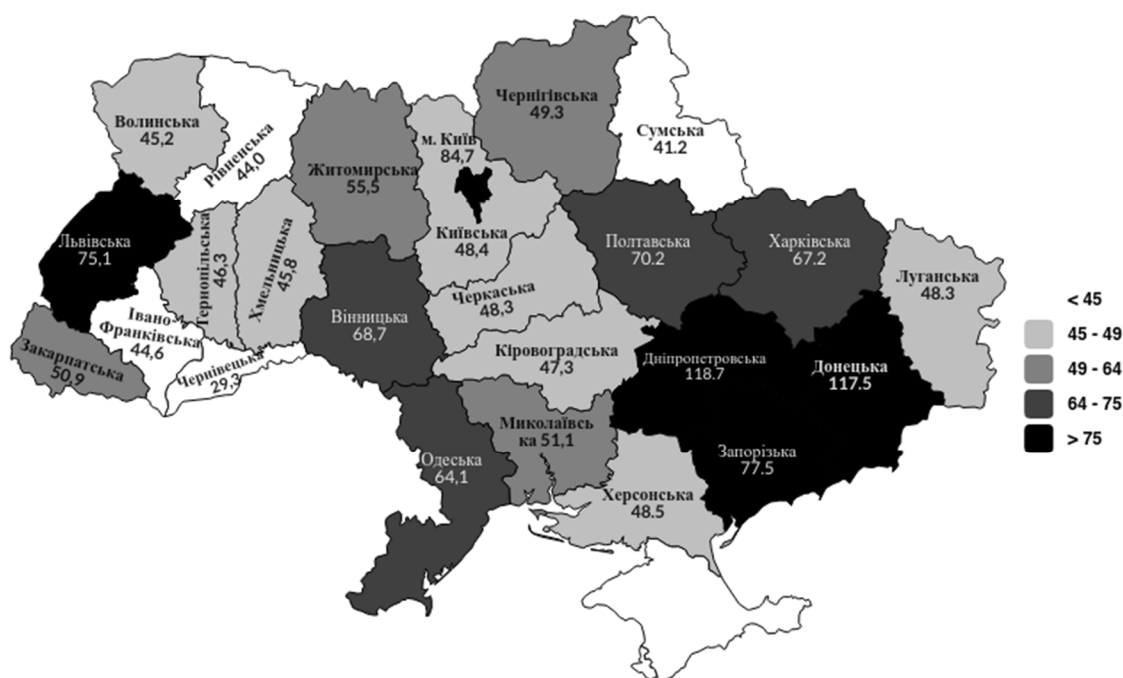 Чернігівська
49.3
Волинська
45,2
Рівненська
44,0
м. Київ
84,7
Сумська
41.2
Житомирська
55,5
Львівська
75,1
Тернопільська
46,3
Хмельницька
45,8
Київська
48,4
Полтавська
70.2
Харківська
67.2
Луганська
48.3
Черкаська
48,3
Івано-
Франківська
44,6
Вінницька
68,7
Закарпатська
50,9
Чернівецька
29,3
Кіровоградська
47,3
Дніпропетровська
118.7
Донецька
117.5
Миколаївсь
ка 51,1
Одеська
64,1
Запорізька
77.5
Херсонська
48.5
< 45
45 - 49
49 - 64
64 - 75
> 75